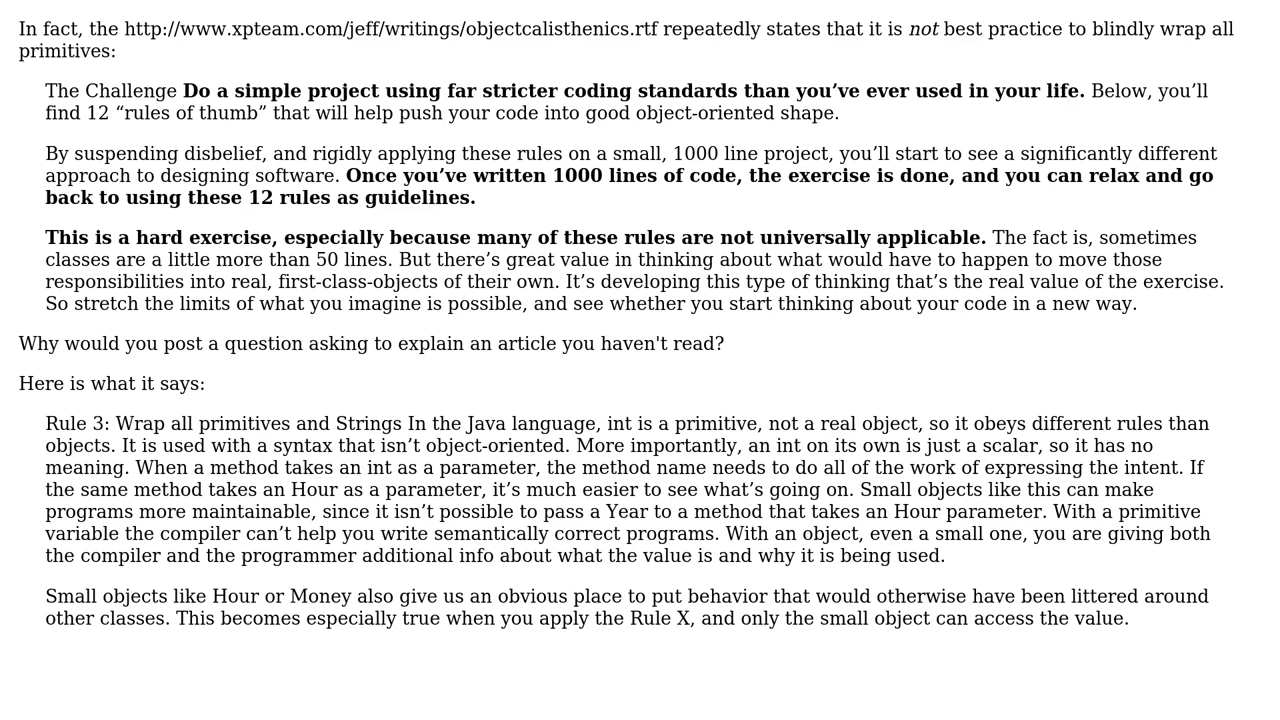 In fact, the http://www.xpteam.com/jeff/writings/objectcalisthenics.rtf repeatedly states that it is not best practice to blindly wrap all
primitives:
The Challenge Do a simple project using far stricter coding standards than you’ve ever used in your life. Below, you’ll
find 12 “rules of thumb” that will help push your code into good object-oriented shape.
By suspending disbelief, and rigidly applying these rules on a small, 1000 line project, you’ll start to see a significantly different
approach to designing software. Once you’ve written 1000 lines of code, the exercise is done, and you can relax and go
back to using these 12 rules as guidelines.
This is a hard exercise, especially because many of these rules are not universally applicable. The fact is, sometimes
classes are a little more than 50 lines. But there’s great value in thinking about what would have to happen to move those
responsibilities into real, first-class-objects of their own. It’s developing this type of thinking that’s the real value of the exercise.
So stretch the limits of what you imagine is possible, and see whether you start thinking about your code in a new way.
Why would you post a question asking to explain an article you haven't read?
Here is what it says:
Rule 3: Wrap all primitives and Strings In the Java language, int is a primitive, not a real object, so it obeys different rules than
objects. It is used with a syntax that isn’t object-oriented. More importantly, an int on its own is just a scalar, so it has no
meaning. When a method takes an int as a parameter, the method name needs to do all of the work of expressing the intent. If
the same method takes an Hour as a parameter, it’s much easier to see what’s going on. Small objects like this can make
programs more maintainable, since it isn’t possible to pass a Year to a method that takes an Hour parameter. With a primitive
variable the compiler can’t help you write semantically correct programs. With an object, even a small one, you are giving both
the compiler and the programmer additional info about what the value is and why it is being used.
Small objects like Hour or Money also give us an obvious place to put behavior that would otherwise have been littered around
other classes. This becomes especially true when you apply the Rule X, and only the small object can access the value.